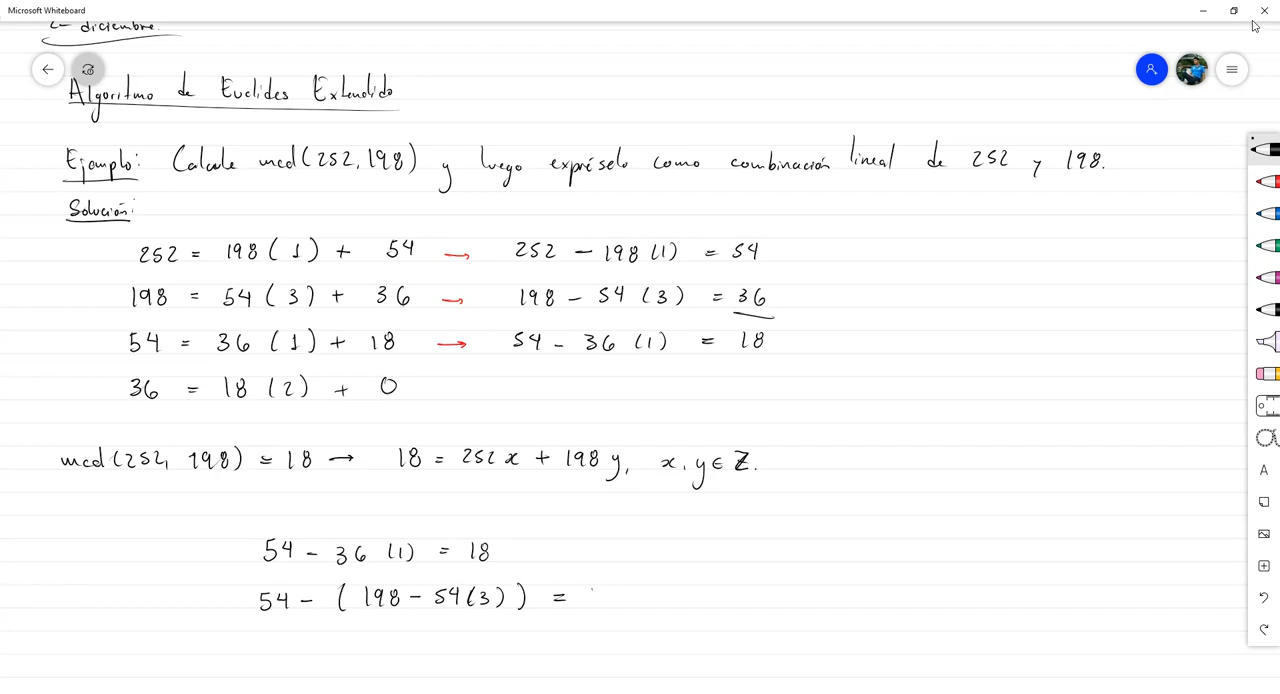 Microsoft Whiteboard
diciembre.
Algoritmo de Euclides Extendido
Ejemplo: Calcule mcd(252,198) y luego expréselo como combinación lineal de 252 y 198.
Solución:
252 = 198 (1) + 54 → 252 - 198 (1) = 54
198 = 54 (3) + 36 → 198 - 54 (3) = 36
54 = 36 (1) + 18 → 54 - 36 (1) = 18
36 = 18 (2) + 0
mcd(252, 198) = 18 → 18 = 252 x + 198 y, x, y ∈ Z.
54 - 36 (1) = 18
54 - ( 198 - 54(3) ) =
A